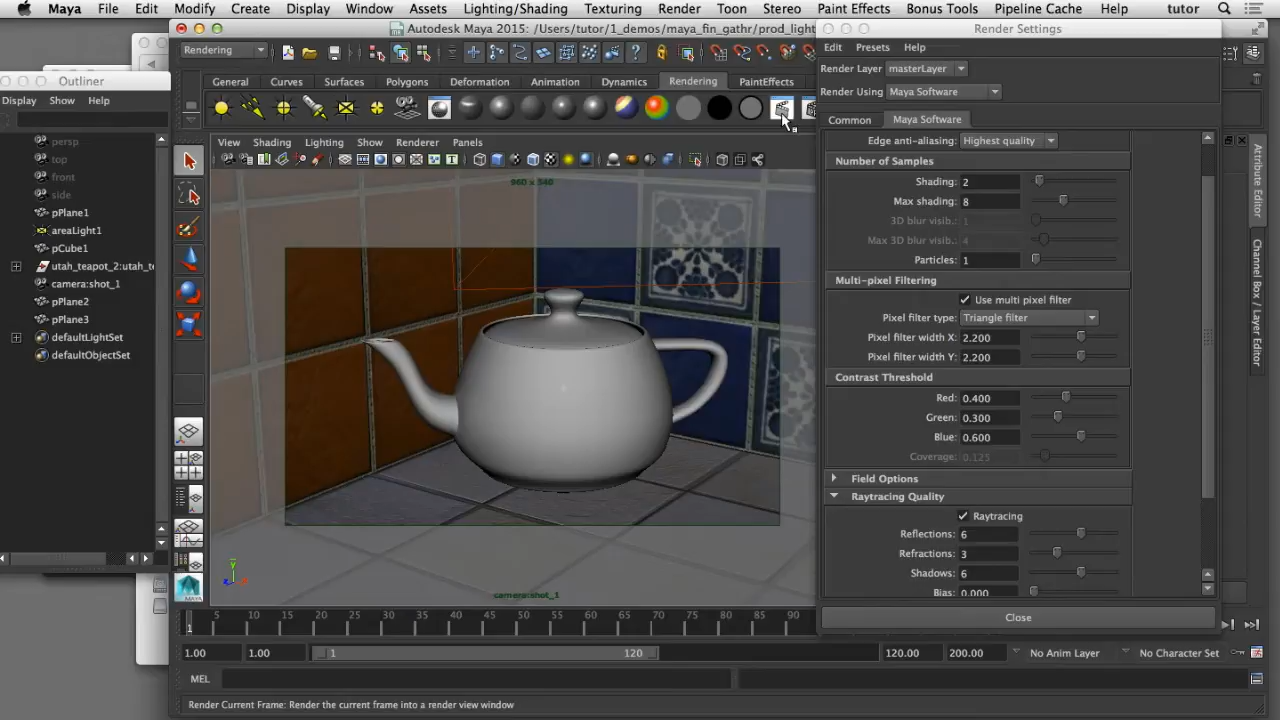 Maya File Edit Modify Create Display Window Assets Lighting/Shading Texturing Render Toon Stereo Paint Effects Bonus Tools Pipeline Cache Help tutor
Autodesk Maya 2015: /Users/tutor/1_demos/maya_fin_gathr/prod_light
Render Settings
Rendering
Edit Presets Help
Render Layer masterLayer
Render Using Maya Software
Common Maya Software
Outliner
Display Show Help
General Curves Surfaces Polygons Deformation Animation Dynamics Rendering PaintEffects
View Shading Lighting Show Renderer Panels
persp
top
front
side
pPlane1
areaLight1
pCube1
utah_teapot_2:utah_t
camera:shot_1
pPlane2
pPlane3
defaultLightSet
defaultObjectSet
960 x 540
camera:shot_1
y
z
x
MAYA
Edge anti-aliasing: Highest quality
Number of Samples
Shading: 2
Max shading: 8
3D blur visib.: 1
Max 3D blur visib.: 4
Particles: 1
Multi-pixel Filtering
Use multi pixel filter
Pixel filter type: Triangle filter
Pixel filter width X: 2.200
Pixel filter width Y: 2.200
Contrast Threshold
Red: 0.400
Green: 0.300
Blue: 0.600
Coverage: 0.125
Field Options
Raytracing Quality
Raytracing
Reflections: 6
Refractions: 3
Shadows: 6
Bias: 0.000
Close
Attribute Editor
Channel Box / Layer Editor
1 5 10 15 20 25 30 35 40 45 50 55 60 65 70 75 80 85 90
1.00 1.00 1 120 120.00 200.00 No Anim Layer No Character Set
MEL
Render Current Frame: Render the current frame into a render view window